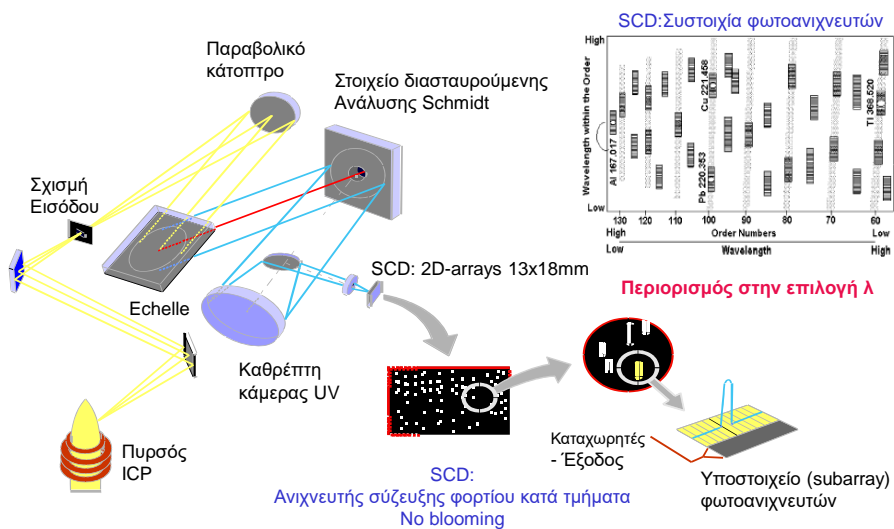 Παραβολικό
κάτοπτρο
Στοιχείο διασταυρούμενης
Ανάλυσης Schmidt
Σχισμή
Εισόδου
Echelle
SCD: 2D-arrays 13x18mm
Καθρέπτη
κάμερας UV
Πυρσός
ICP
SCD:
Ανιχνευτής σύζευξης φορτίου κατά τμήματα
No blooming
SCD:Συστοιχία φωτοανιχνευτών
High
Wavelength within the Order
Low
Al 167,017
Pb 220,353
Cu 221,458
Tl 368,520
130 120 110 100 90 80 70 60
High Order Numbers Low
Low Wavelength High
Περιορισμός στην επιλογή λ
Καταχωρητές
- Έξοδος
Υποστοιχείο (subarray)
φωτοανιχνευτών